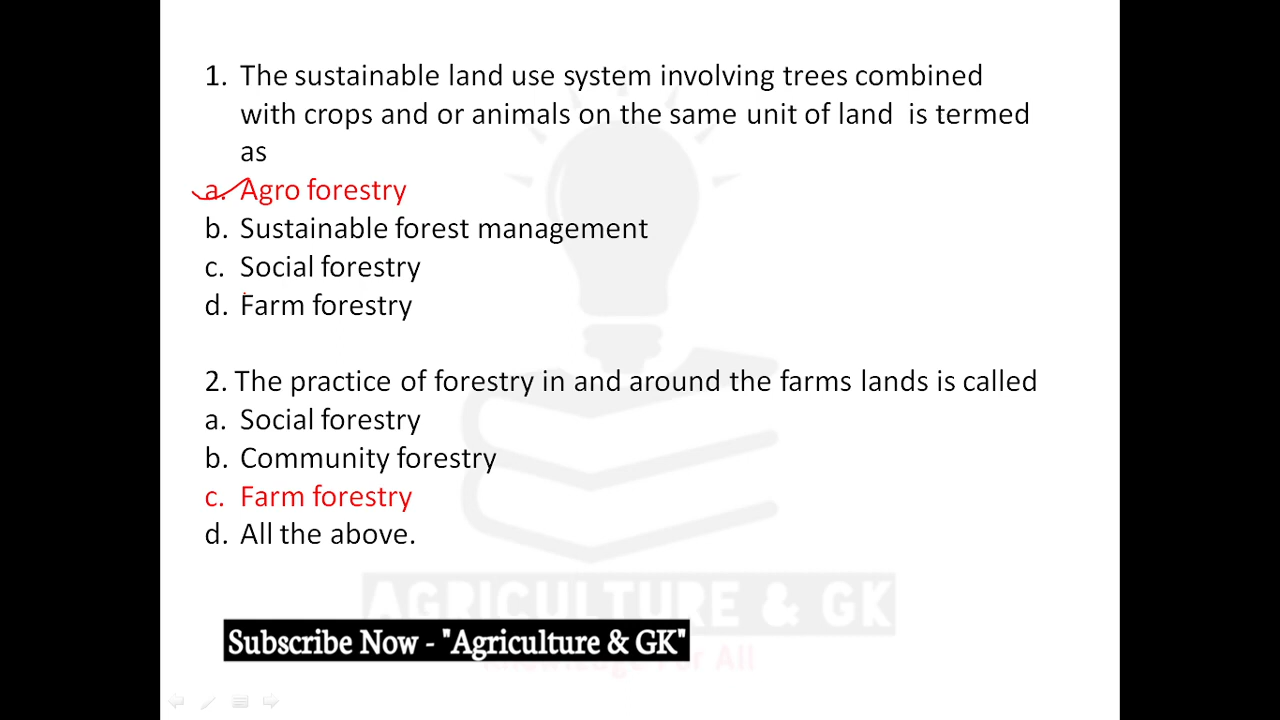 1. The sustainable land use system involving trees combined
with crops and or animals on the same unit of land is termed
as
a. Agro forestry
b. Sustainable forest management
c. Social forestry
d. Farm forestry
2. The practice of forestry in and around the farms lands is called
a. Social forestry
b. Community forestry
c. Farm forestry
d. All the above.
AGRICULTURE & GK
Subscribe Now - "Agriculture & GK"
For All